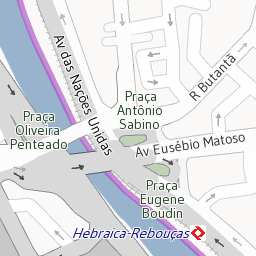 Av das Nações Unidas
R Butantã
Praça
Antônio
Sabino
Praça
Oliveira
Penteado
Av Eusébio Matoso
Praça
Eugene
Boudin
Hebraica-Rebouças